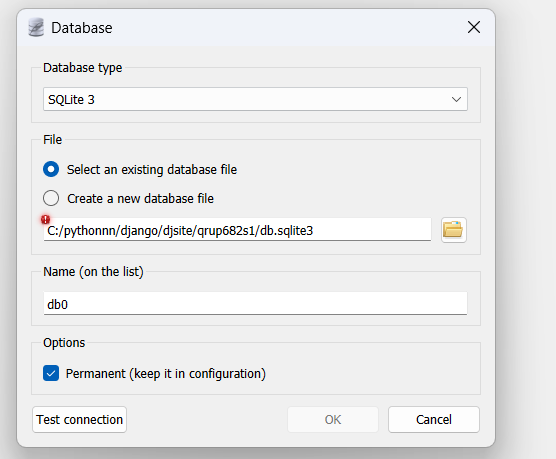 Database
Database type
SQLite 3
File
Select an existing database file
Create a new database file
C:/pythonnn/django/djsite/qrup682s1/db.sqlite3
Name (on the list)
db0
Options
Permanent (keep it in configuration)
Test connection OK Cancel